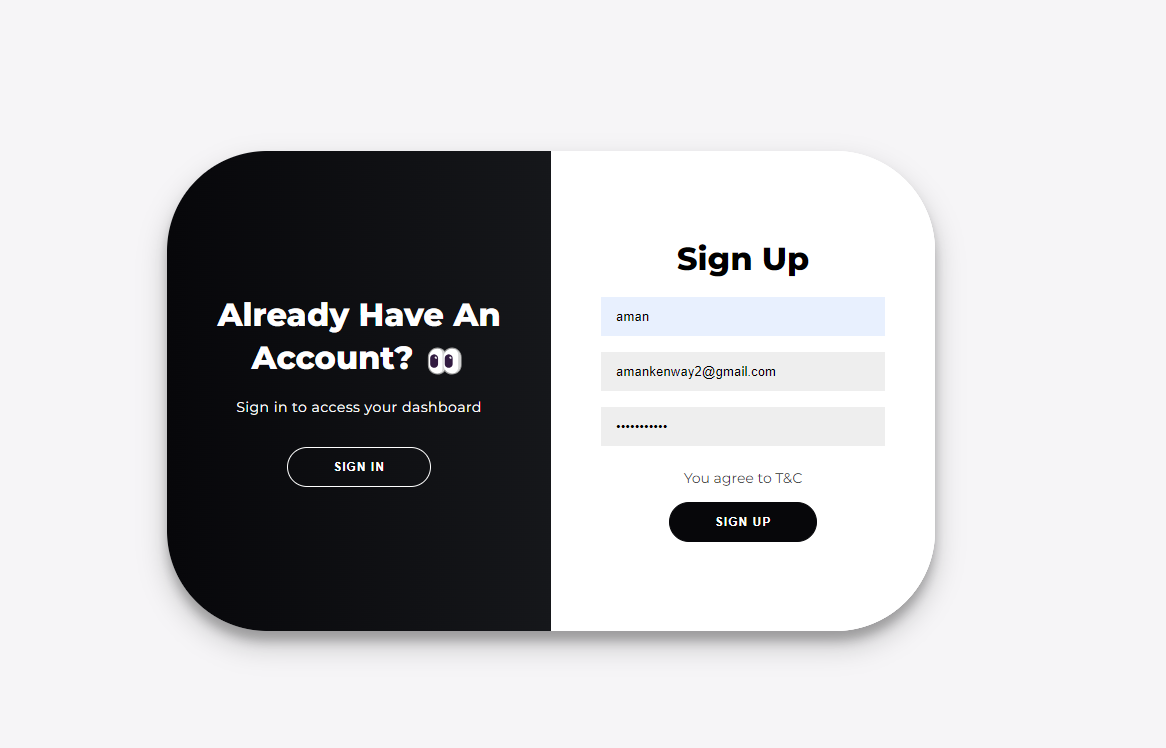 Already Have An
Account? 👀
Sign in to access your dashboard
SIGN IN
Sign Up
aman
amankenway2@gmail.com
•••••••••••
You agree to T&C
SIGN UP